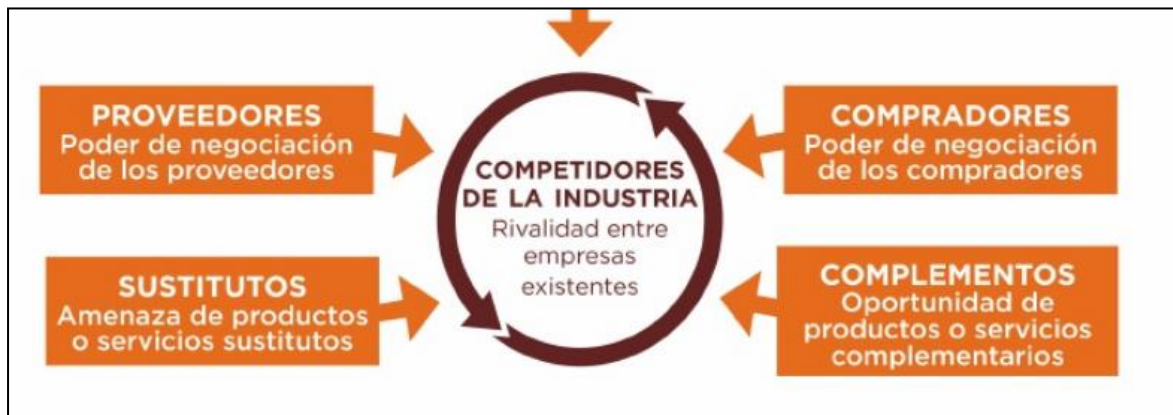 PROVEEDORES
Poder de negociación
de los proveedores
COMPRADORES
Poder de negociación
de los compradores
COMPETIDORES
DE LA INDUSTRIA
Rivalidad entre
empresas
existentes
SUSTITUTOS
Amenaza de productos
o servicios sustitutos
COMPLEMENTOS
Oportunidad de
productos o servicios
complementarios